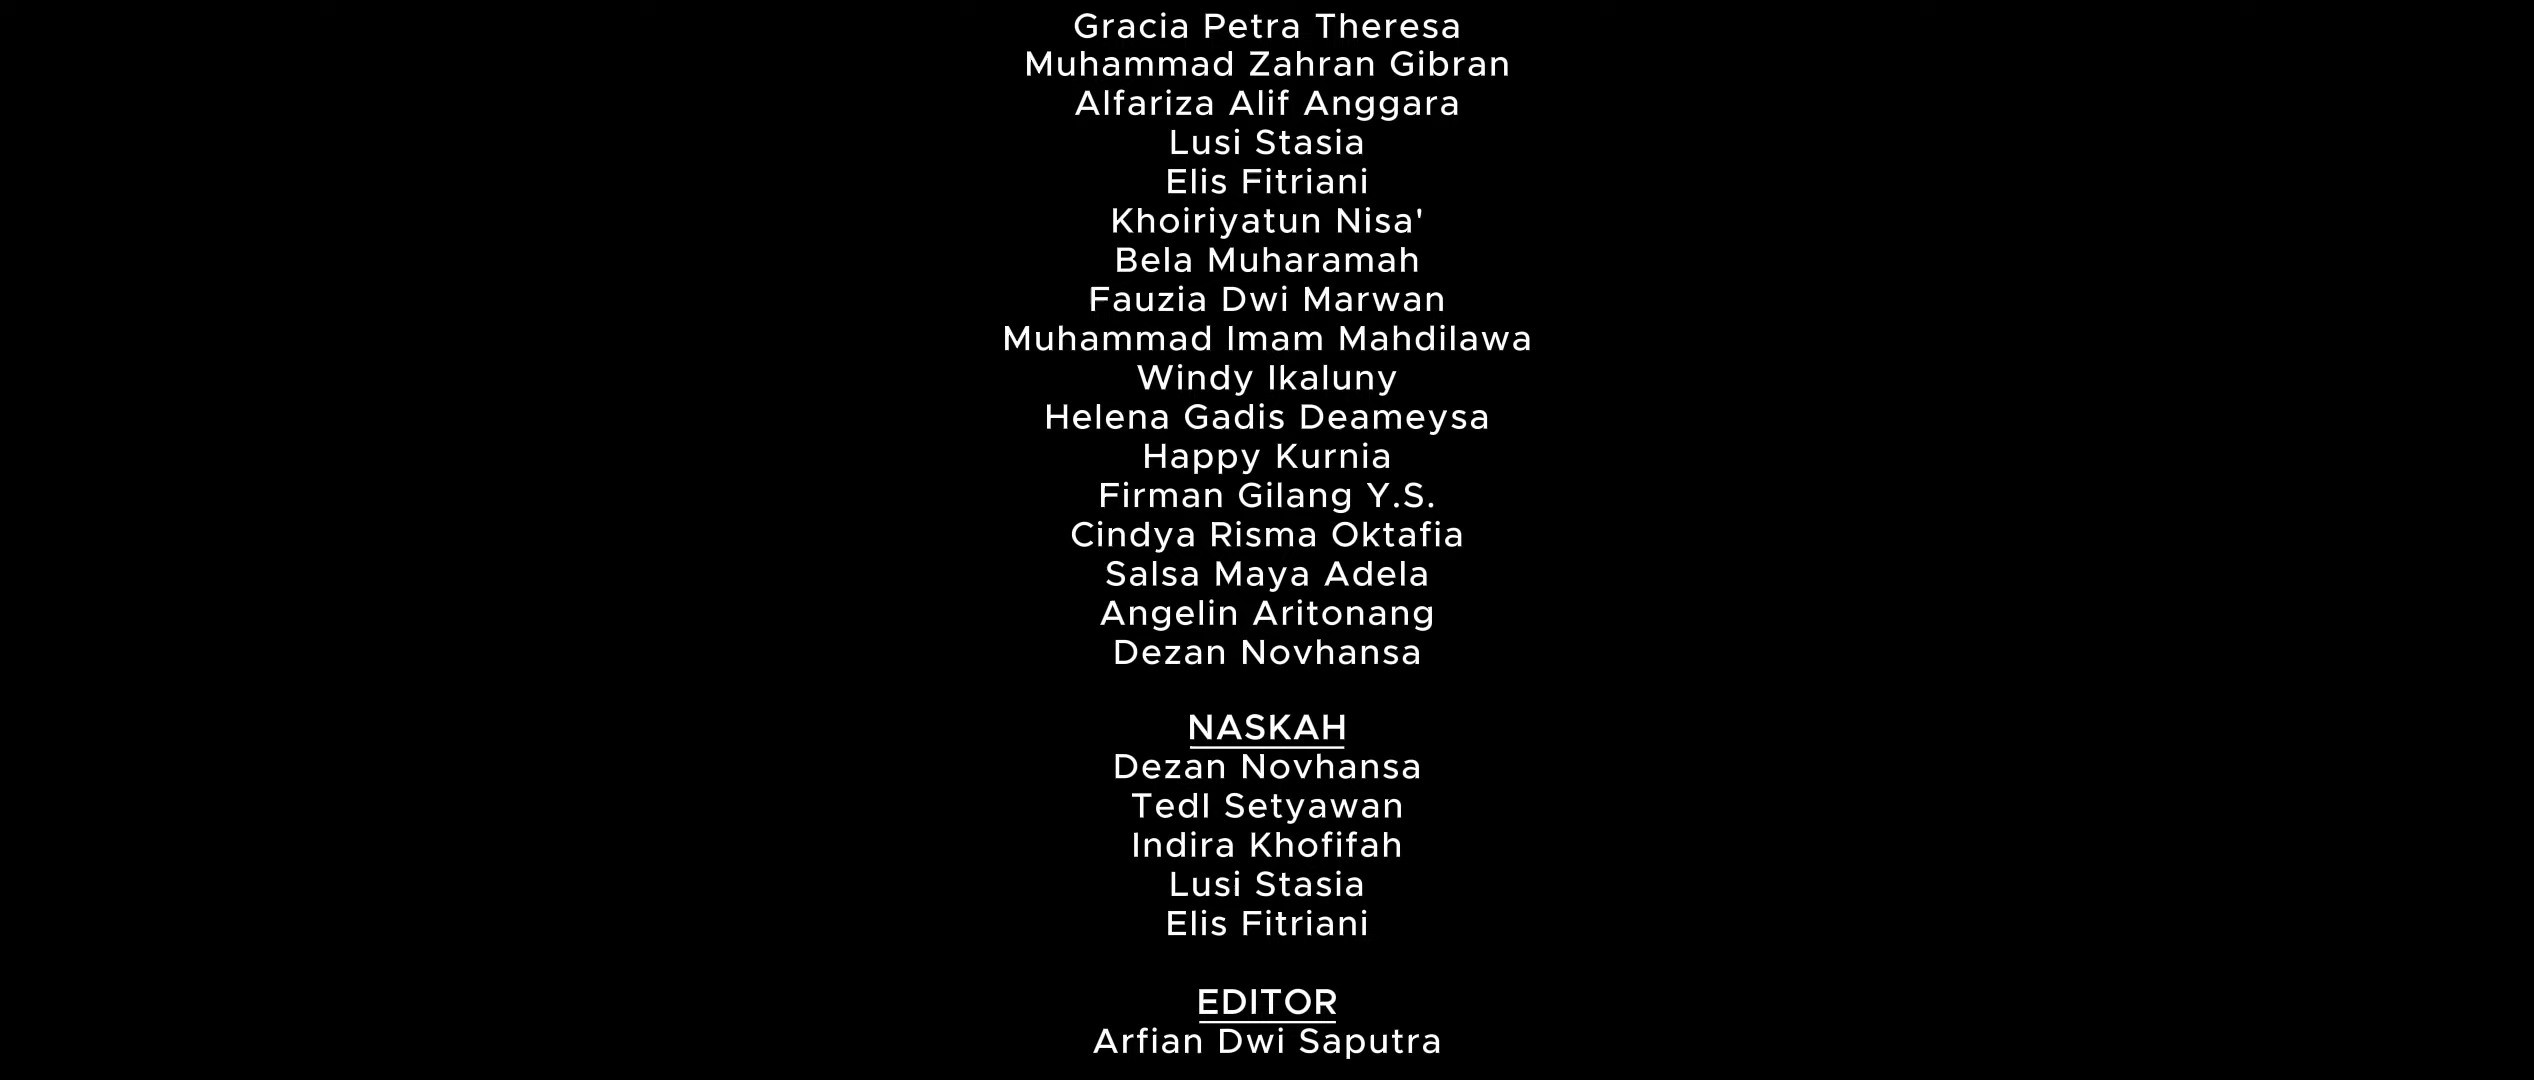 Gracia Petra Theresa
Muhammad Zahran Gibran
Alfariza Alif Anggara
Lusi Stasia
Elis Fitriani
Khoiriyatun Nisa'
Bela Muharamah
Fauzia Dwi Marwan
Muhammad Imam Mahdilawa
Windy Ikaluny
Helena Gadis Deameysa
Happy Kurnia
Firman Gilang Y.S.
Cindya Risma Oktafia
Salsa Maya Adela
Angelin Aritonang
Dezan Novhansa
NASKAH
Dezan Novhansa
TedI Setyawan
Indira Khofifah
Lusi Stasia
Elis Fitriani
EDITOR
Arfian Dwi Saputra